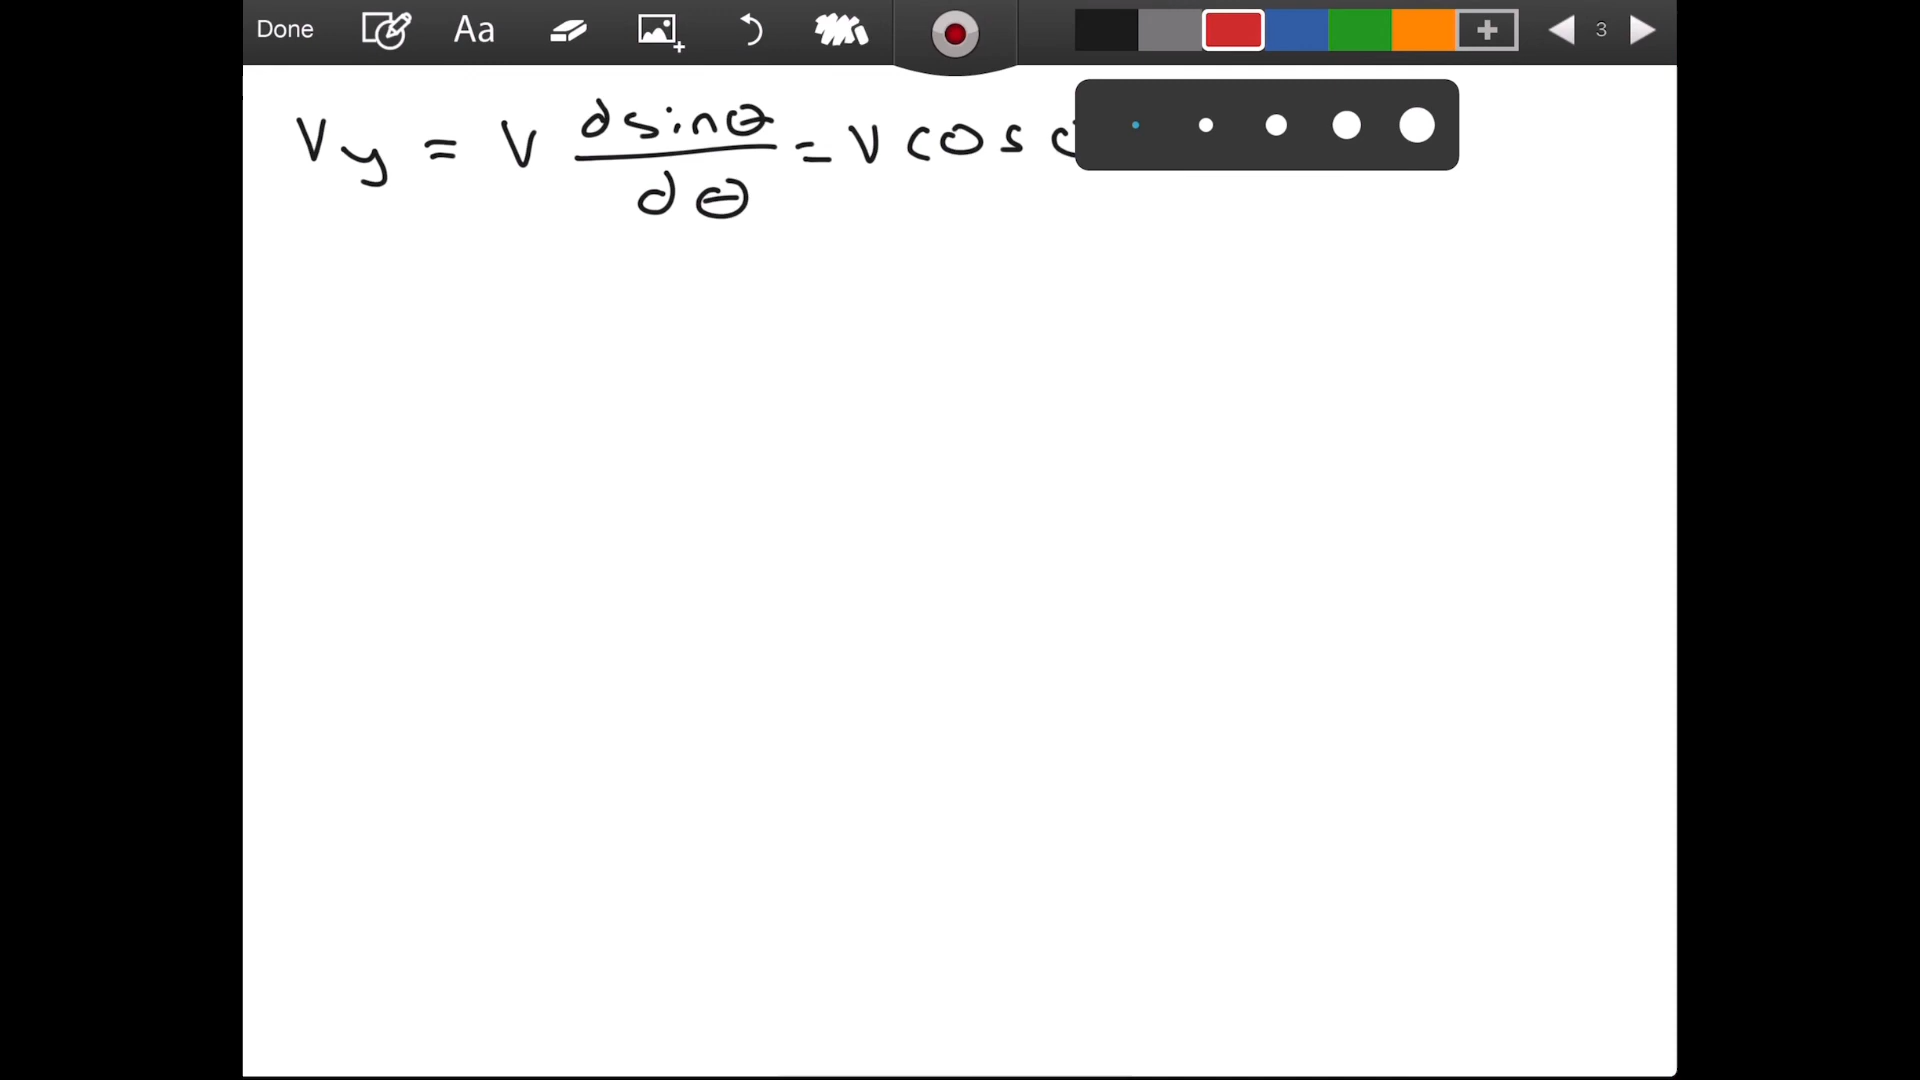 Done Aa 3
Vy = V dsinθ/dθ = V cos